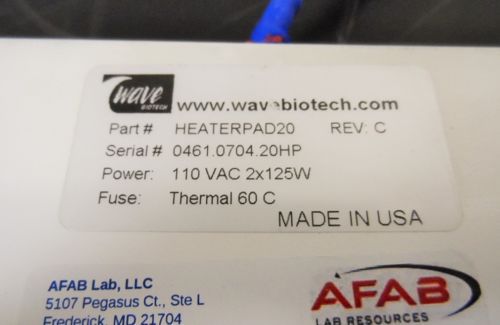 wave
BIOTECH
www.wavebiotech.com
Part # HEATERPAD20 REV: C
Serial # 0461.0704.20HP
Power: 110 VAC 2x125W
Fuse: Thermal 60 C
MADE IN USA
AFAB Lab, LLC
5107 Pegasus Ct., Ste L
Frederick, MD 21704
AFAB
LAB RESOURCES